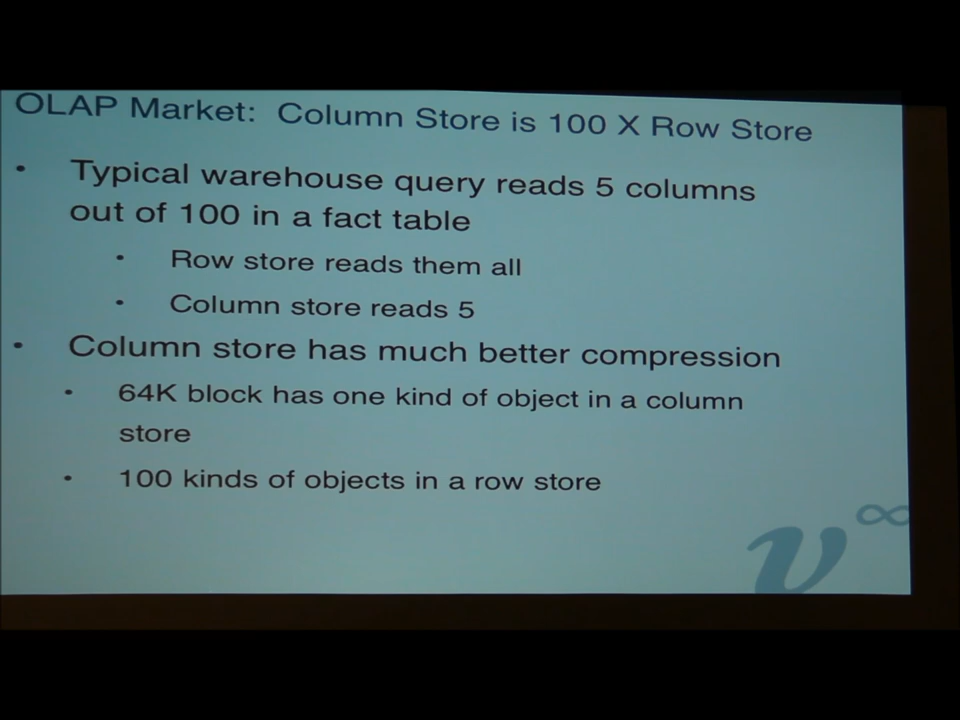 OLAP Market: Column Store is 100 X Row Store
• Typical warehouse query reads 5 columns
out of 100 in a fact table
• Row store reads them all
• Column store reads 5
• Column store has much better compression
• 64K block has one kind of object in a column
store
• 100 kinds of objects in a row store
v∞